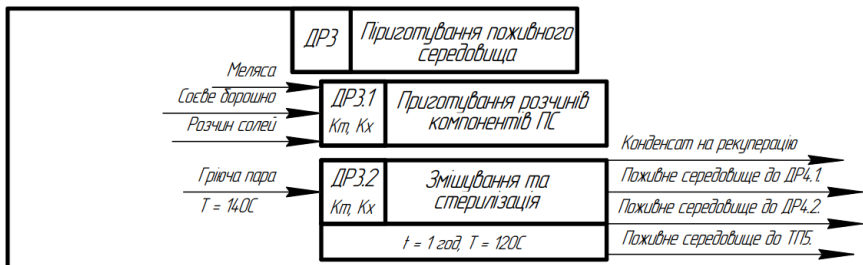 ДР3
Піриготування поживного
середовища
Меляса
Соєве борошно
Розчин солей
ДР3.1
Кт, Кх
Приготування розчинів
компонентів ПС
Гріюча пара
Т = 140С
ДР3.2
Кт, Кх
Змішування та
стерилізація
t = 1 год, Т = 120С
Конденсат на рекуперацію
Поживне середовище до ДР4.1.
Поживне середовище до ДР4.2.
Поживне середовище до ТП5.